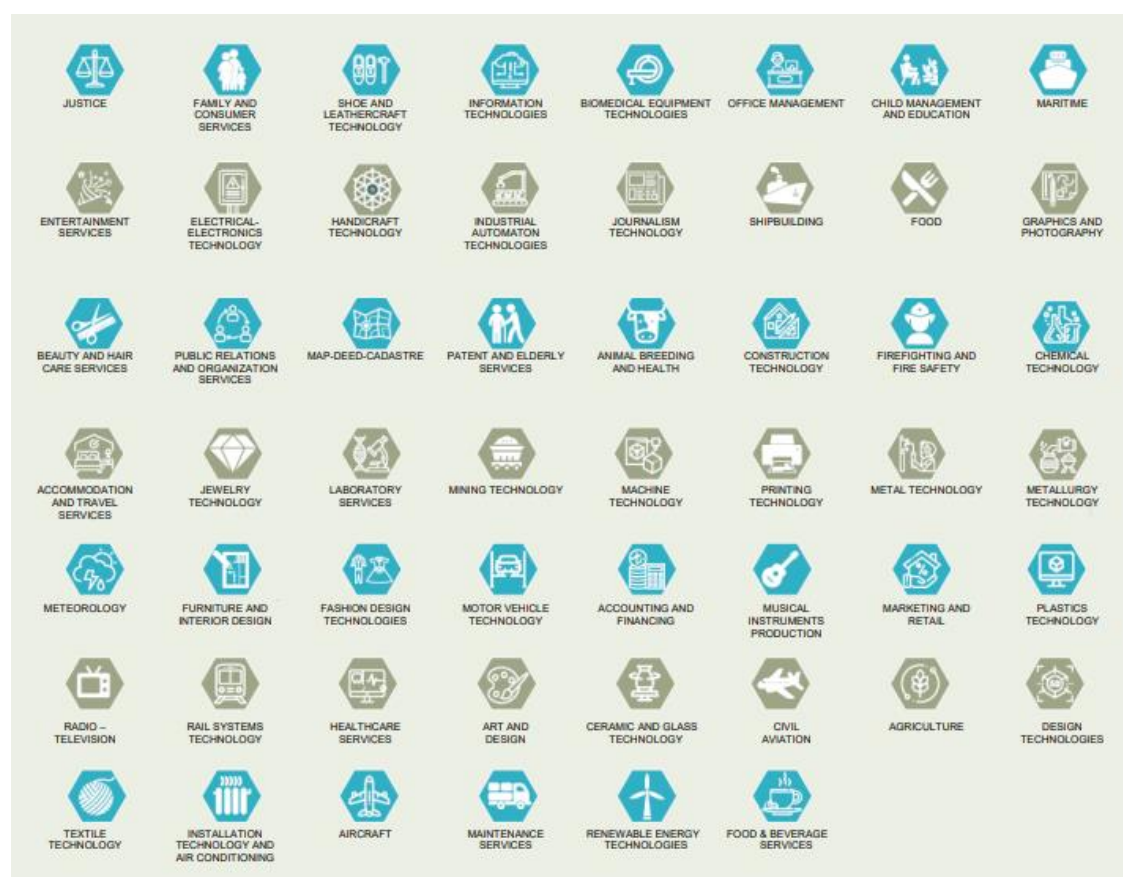 JUSTICE
FAMILY AND
CONSUMER
SERVICES
SHOE AND
LEATHERCRAFT
TECHNOLOGY
INFORMATION
TECHNOLOGIES
BIOMEDICAL EQUIPMENT
TECHNOLOGIES
OFFICE MANAGEMENT
CHILD MANAGEMENT
AND EDUCATION
MARITIME
ENTERTAINMENT
SERVICES
ELECTRICAL-
ELECTRONICS
TECHNOLOGY
HANDICRAFT
TECHNOLOGY
INDUSTRIAL
AUTOMATON
TECHNOLOGIES
JOURNALISM
TECHNOLOGY
SHIPBUILDING
FOOD
GRAPHICS AND
PHOTOGRAPHY
BEAUTY AND HAIR
CARE SERVICES
PUBLIC RELATIONS
AND ORGANIZATION
SERVICES
MAP-DEED-CADASTRE
PATENT AND ELDERLY
SERVICES
ANIMAL BREEDING
AND HEALTH
CONSTRUCTION
TECHNOLOGY
FIREFIGHTING AND
FIRE SAFETY
CHEMICAL
TECHNOLOGY
ACCOMMODATION
AND TRAVEL
SERVICES
JEWELRY
TECHNOLOGY
LABORATORY
SERVICES
MINING TECHNOLOGY
MACHINE
TECHNOLOGY
PRINTING
TECHNOLOGY
METAL TECHNOLOGY
METALLURGY
TECHNOLOGY
METEOROLOGY
FURNITURE AND
INTERIOR DESIGN
FASHION DESIGN
TECHNOLOGIES
MOTOR VEHICLE
TECHNOLOGY
ACCOUNTING AND
FINANCING
MUSICAL
INSTRUMENTS
PRODUCTION
MARKETING AND
RETAIL
PLASTICS
TECHNOLOGY
RADIO –
TELEVISION
RAIL SYSTEMS
TECHNOLOGY
HEALTHCARE
SERVICES
ART AND
DESIGN
CERAMIC AND GLASS
TECHNOLOGY
CIVIL
AVIATION
AGRICULTURE
DESIGN
TECHNOLOGIES
TEXTILE
TECHNOLOGY
INSTALLATION
TECHNOLOGY AND
AIR CONDITIONING
AIRCRAFT
MAINTENANCE
SERVICES
RENEWABLE ENERGY
TECHNOLOGIES
FOOD & BEVERAGE
SERVICES